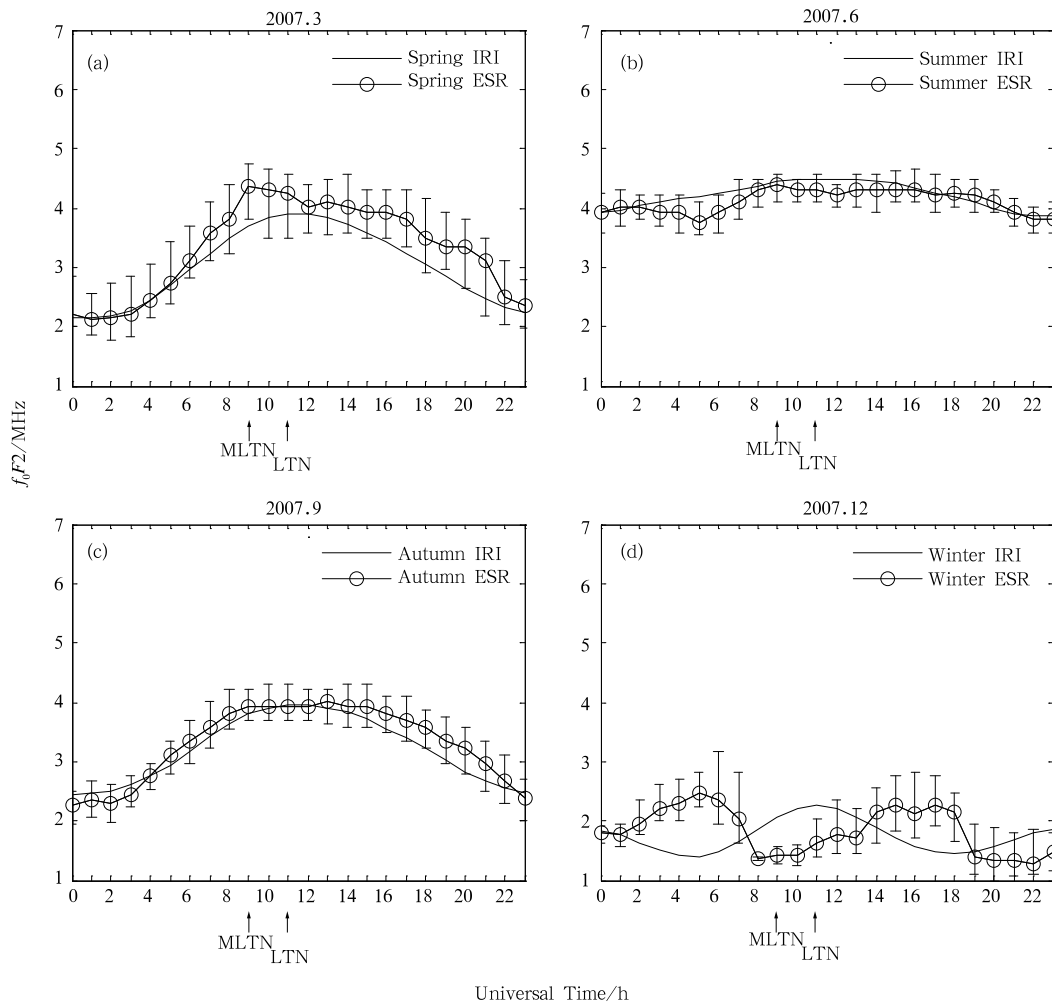 2007.3
(a)
Spring IRI
Spring ESR
7
6
5
4
3
2
1
0 2 4 6 8 10 12 14 16 18 20 22
MLTN
LTN
2007.6
(b)
Summer IRI
Summer ESR
7
6
5
4
3
2
1
0 2 4 6 8 10 12 14 16 18 20 22
MLTN
LTN
f₀F2/MHz
2007.9
(c)
Autumn IRI
Autumn ESR
7
6
5
4
3
2
1
0 2 4 6 8 10 12 14 16 18 20 22
MLTN
LTN
2007.12
(d)
Winter IRI
Winter ESR
7
6
5
4
3
2
1
0 2 4 6 8 10 12 14 16 18 20 22
MLTN
LTN
Universal Time/h